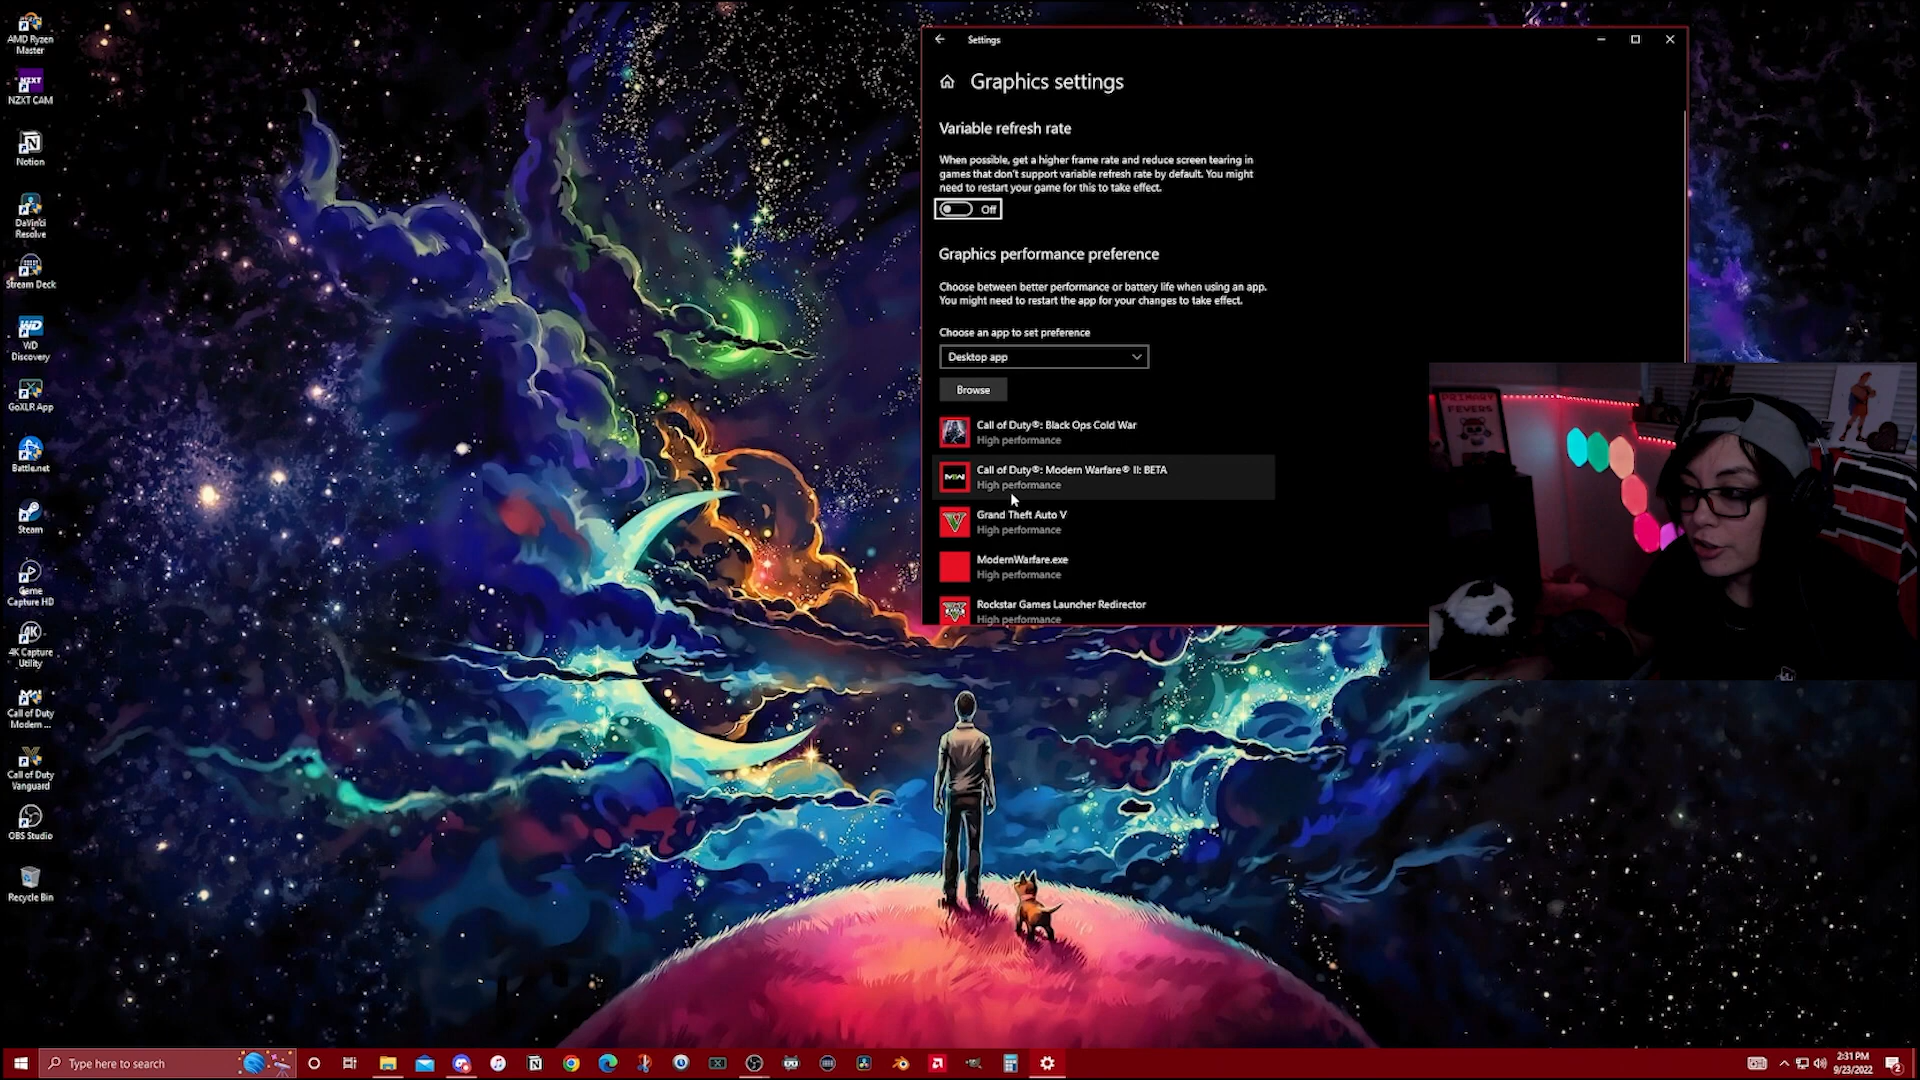 AMD Ryzen
Master
NZXT
NZXT CAM
Notion
DaVinci
Resolve
Stream Deck
WD
WD
Discovery
GoXLR App
Battle.net
Steam
Game
Capture HD
4K
4K Capture
Utility
Call of Duty
Modern ...
Call of Duty
Vanguard
OBS Studio
Recycle Bin
Settings
Graphics settings
Variable refresh rate
When possible, get a higher frame rate and reduce screen tearing in
games that don't support variable refresh rate by default. You might
need to restart your game for this to take effect.
Off
Graphics performance preference
Choose between better performance or battery life when using an app.
You might need to restart the app for your changes to take effect.
Choose an app to set preference
Desktop app
Browse
Call of Duty®: Black Ops Cold War
High performance
Call of Duty®: Modern Warfare® II: BETA
High performance
Grand Theft Auto V
High performance
ModernWarfare.exe
High performance
Rockstar Games Launcher Redirector
High performance
PRIMARY
FEVERS
Type here to search
2:31 PM
9/23/2022
2